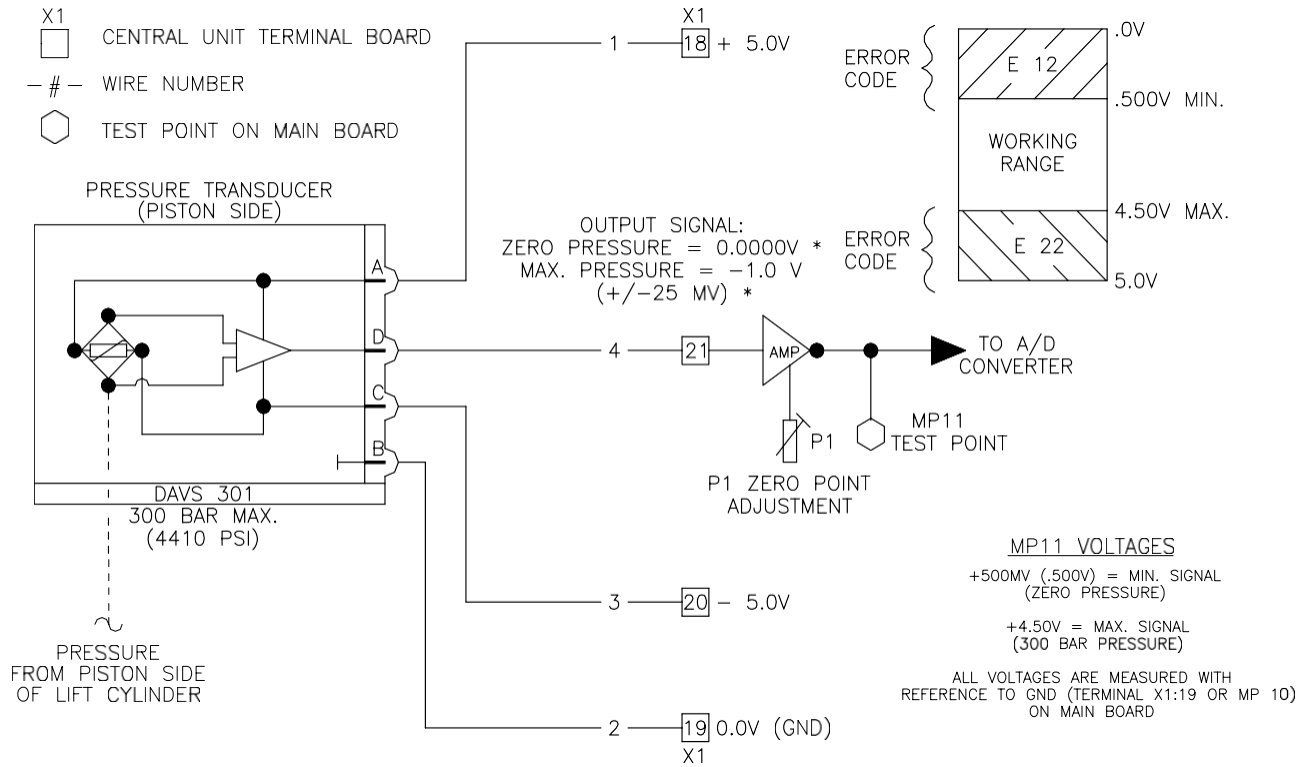 X1
CENTRAL UNIT TERMINAL BOARD
-#- WIRE NUMBER
TEST POINT ON MAIN BOARD
PRESSURE TRANSDUCER
(PISTON SIDE)
A
D
C
B
DAVS 301
300 BAR MAX.
(4410 PSI)
PRESSURE
FROM PISTON SIDE
OF LIFT CYLINDER
X1
1
18 + 5.0V
OUTPUT SIGNAL:
ZERO PRESSURE = 0.0000V *
MAX. PRESSURE = -1.0 V
(+/-25 MV) *
4
21
AMP
TO A/D
CONVERTER
P1
MP11
TEST POINT
P1 ZERO POINT
ADJUSTMENT
3
20 - 5.0V
2
19 0.0V (GND)
X1
ERROR
CODE
E 12
.0V
.500V MIN.
WORKING
RANGE
4.50V MAX.
ERROR
CODE
E 22
5.0V
MP11 VOLTAGES
+500MV (.500V) = MIN. SIGNAL
(ZERO PRESSURE)
+4.50V = MAX. SIGNAL
(300 BAR PRESSURE)
ALL VOLTAGES ARE MEASURED WITH
REFERENCE TO GND (TERMINAL X1:19 OR MP 10)
ON MAIN BOARD